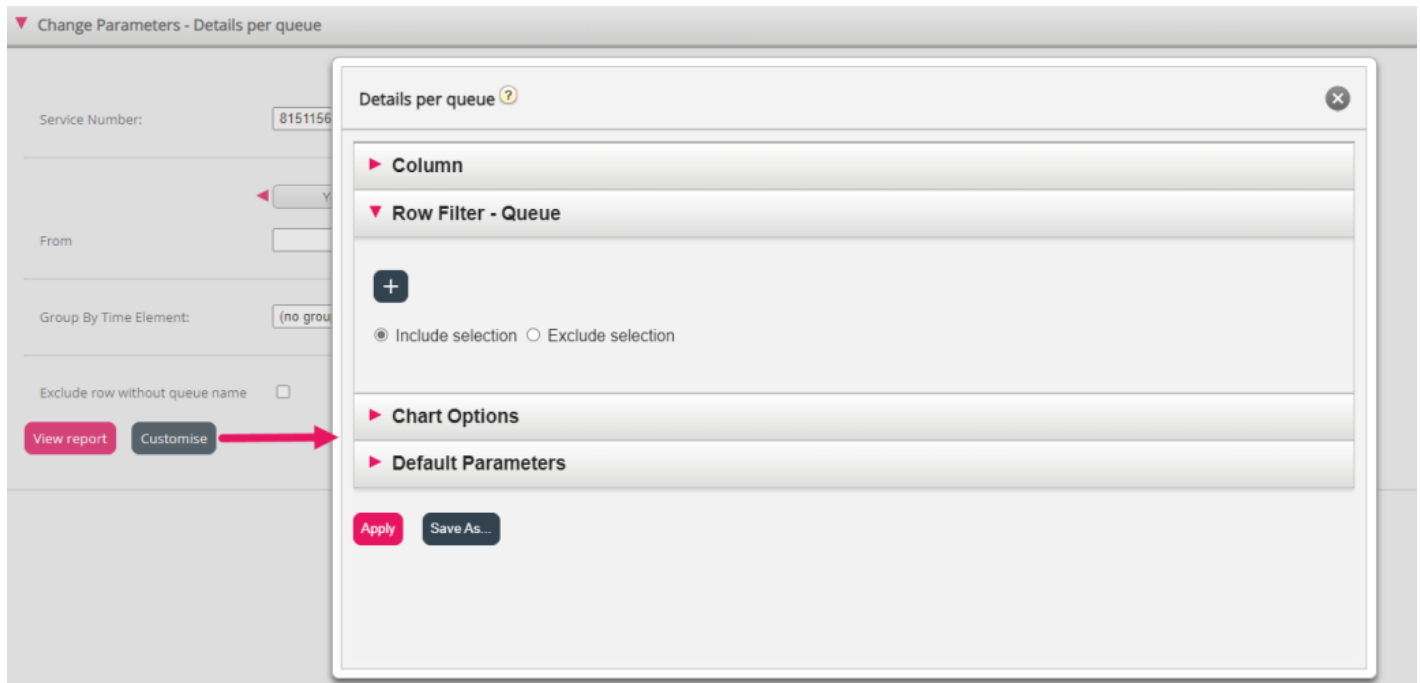 Change Parameters - Details per queue
Service Number:
8151156
From
Group By Time Element:
(no grou
Exclude row without queue name
View report
Customise
Details per queue ?
Column
Row Filter - Queue
+
Include selection
Exclude selection
Chart Options
Default Parameters
Apply
Save As...